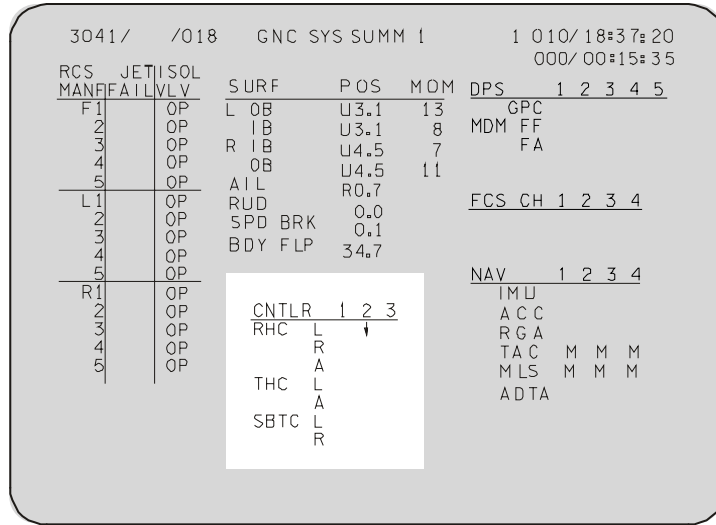 3041/ /018 GNC SYS SUMM 1 1 010/18:37:20
000/00:15:35
RCS JET ISOL
MANF FAIL VLV
F1 OP
2 OP
3 OP
4 OP
5 OP
L1 OP
2 OP
3 OP
4 OP
5 OP
R1 OP
2 OP
3 OP
4 OP
5 OP
SURF POS MOM
L OB U3.1 13
IB U3.1 8
R IB U4.5 7
OB U4.5 11
AIL R0.7
RUD 0.0
SPD BRK 0.1
BDY FLP 34.7
CNTLR 1 2 3
RHC L ↓
R
A
THC L
A
SBTC L
R
DPS 1 2 3 4 5
GPC
MDM FF
FA
FCS CH 1 2 3 4
NAV 1 2 3 4
IMU
ACC
RGA
TAC M M M
MLS M M M
ADTA